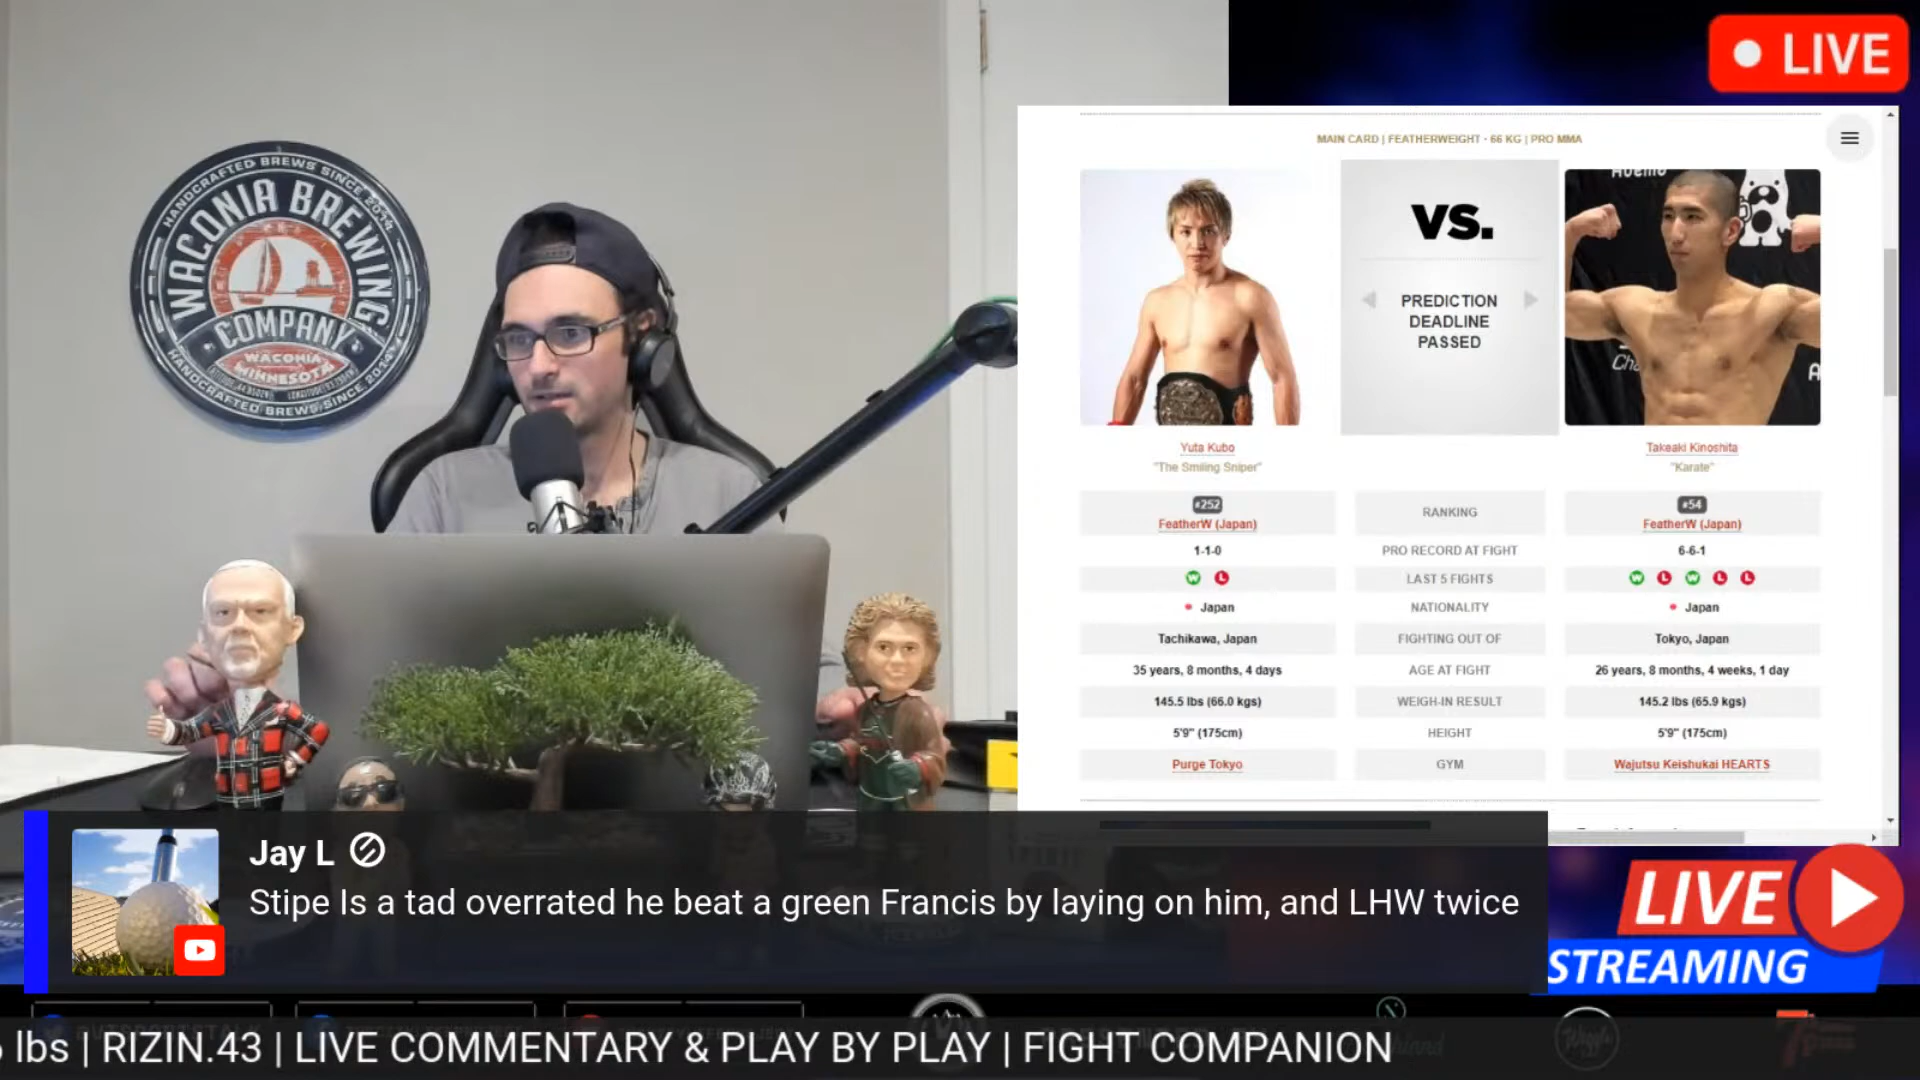 LIVE
MAIN CARD | FEATHERWEIGHT · 66 KG | PRO MMA
HANDCRAFTED BREWS SINCE 2014
WACONIA BREWING
COMPANY
WACONIA
MINNESOTA
HANDCRAFTED BREWS SINCE 2014
VS.
PREDICTION
DEADLINE
PASSED
Yuta Kubo
"The Smiling Sniper"
Takeaki Kinoshita
"Karate"
#252 RANKING #54
FeatherW (Japan) FeatherW (Japan)
1-1-0 PRO RECORD AT FIGHT 6-6-1
W L LAST 5 FIGHTS W L W L L
Japan NATIONALITY Japan
Tachikawa, Japan FIGHTING OUT OF Tokyo, Japan
35 years, 8 months, 4 days AGE AT FIGHT 26 years, 8 months, 4 weeks, 1 day
145.5 lbs (66.0 kgs) WEIGH-IN RESULT 145.2 lbs (65.9 kgs)
5'9" (175cm) HEIGHT 5'9" (175cm)
Purge Tokyo GYM Wajutsu Keishukai HEARTS
Jay L
Stipe Is a tad overrated he beat a green Francis by laying on him, and LHW twice
LIVE
STREAMING
lbs | RIZIN.43 | LIVE COMMENTARY & PLAY BY PLAY | FIGHT COMPANION